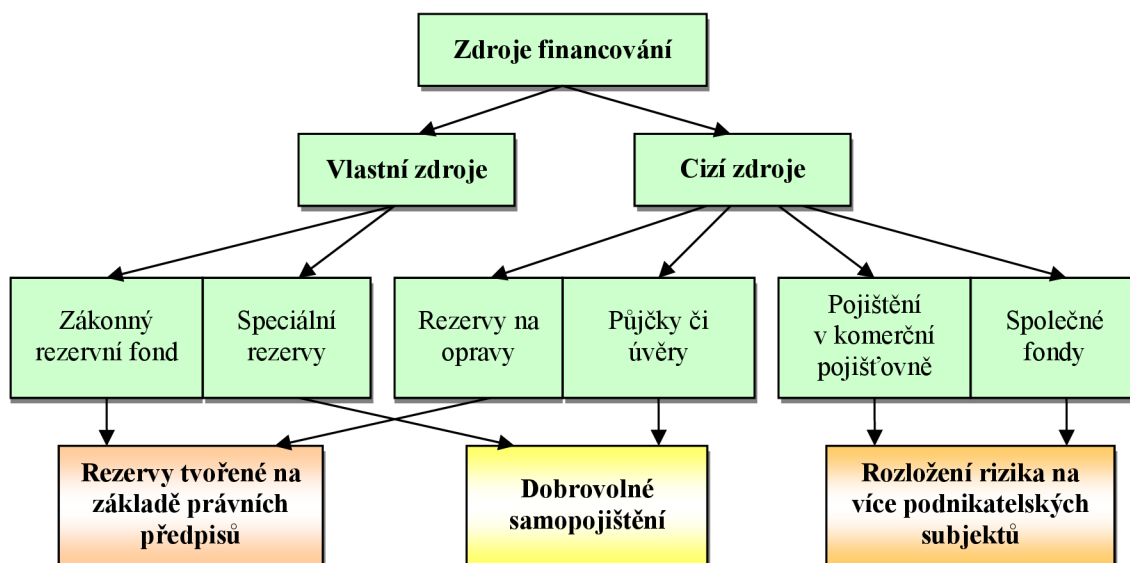 Zdroje financování
Vlastní zdroje
Cizí zdroje
Zákonný
rezervní fond
Speciální
rezervy
Rezervy na
opravy
Půjčky či
úvěry
Pojištění
v komerční
pojišťovně
Společné
fondy
Rezervy tvořené na
základě právních
předpisů
Dobrovolné
samopojištění
Rozložení rizika na
více podnikatelských
subjektů